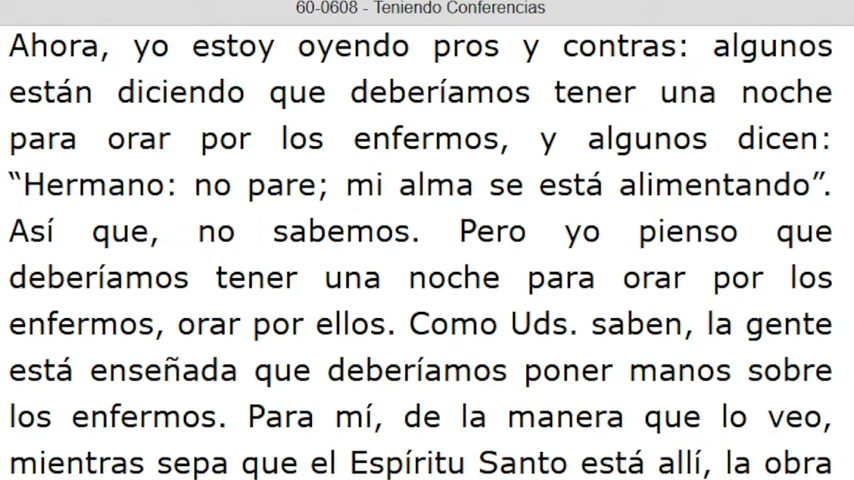 60-0608 - Teniendo Conferencias
Ahora, yo estoy oyendo pros y contras: algunos
están diciendo que deberíamos tener una noche
para orar por los enfermos, y algunos dicen:
“Hermano: no pare; mi alma se está alimentando”.
Así que, no sabemos. Pero yo pienso que
deberíamos tener una noche para orar por los
enfermos, orar por ellos. Como Uds. saben, la gente
está enseñada que deberíamos poner manos sobre
los enfermos. Para mí, de la manera que lo veo,
mientras sepa que el Espíritu Santo está allí, la obra